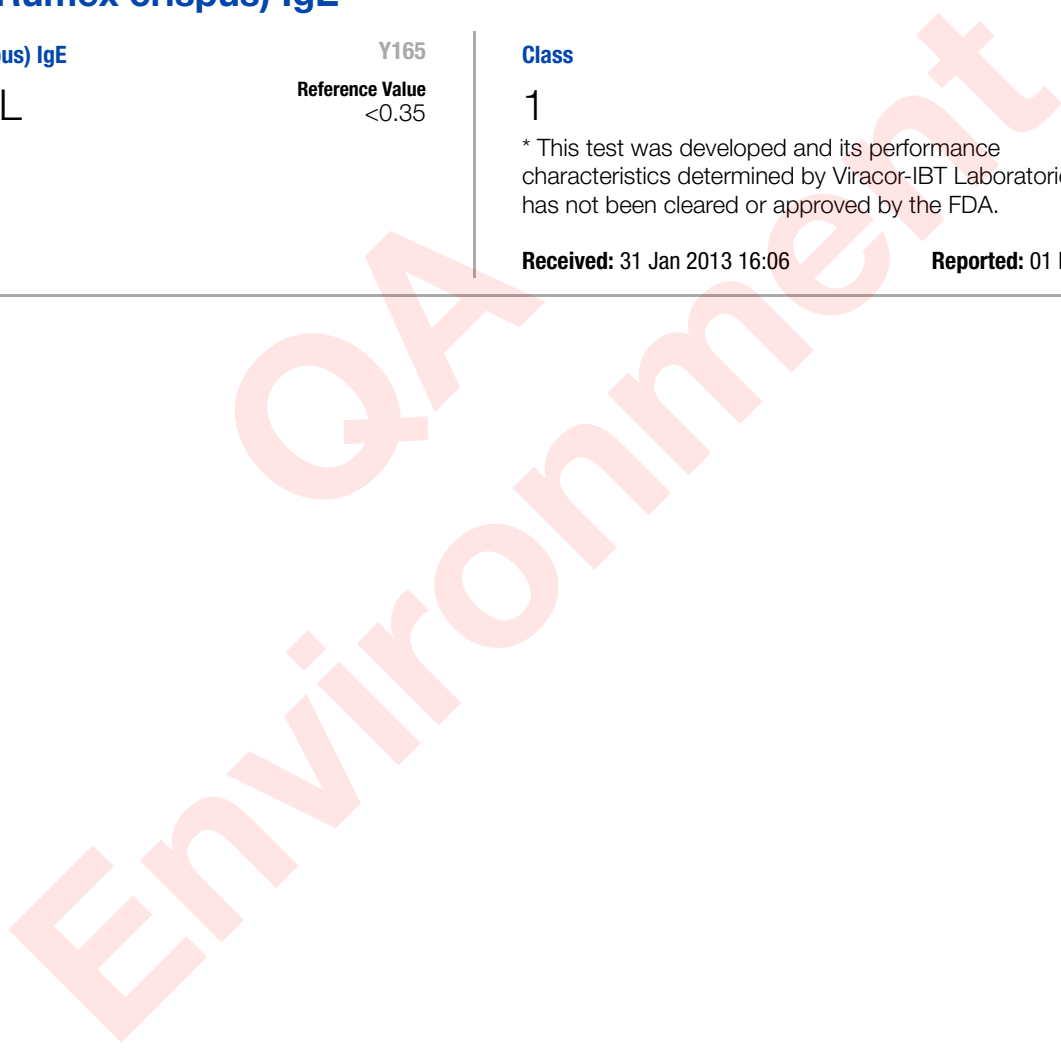 Rumex crispus) IgE
pus) IgE
Y165
L
Reference Value
<0.35
Class
1
* This test was developed and its performance
characteristics determined by Viracor-IBT
has not been cleared or approved by the FDA.
Received: 31 Jan 2013 16:06
Reported: 01
QA
Environment